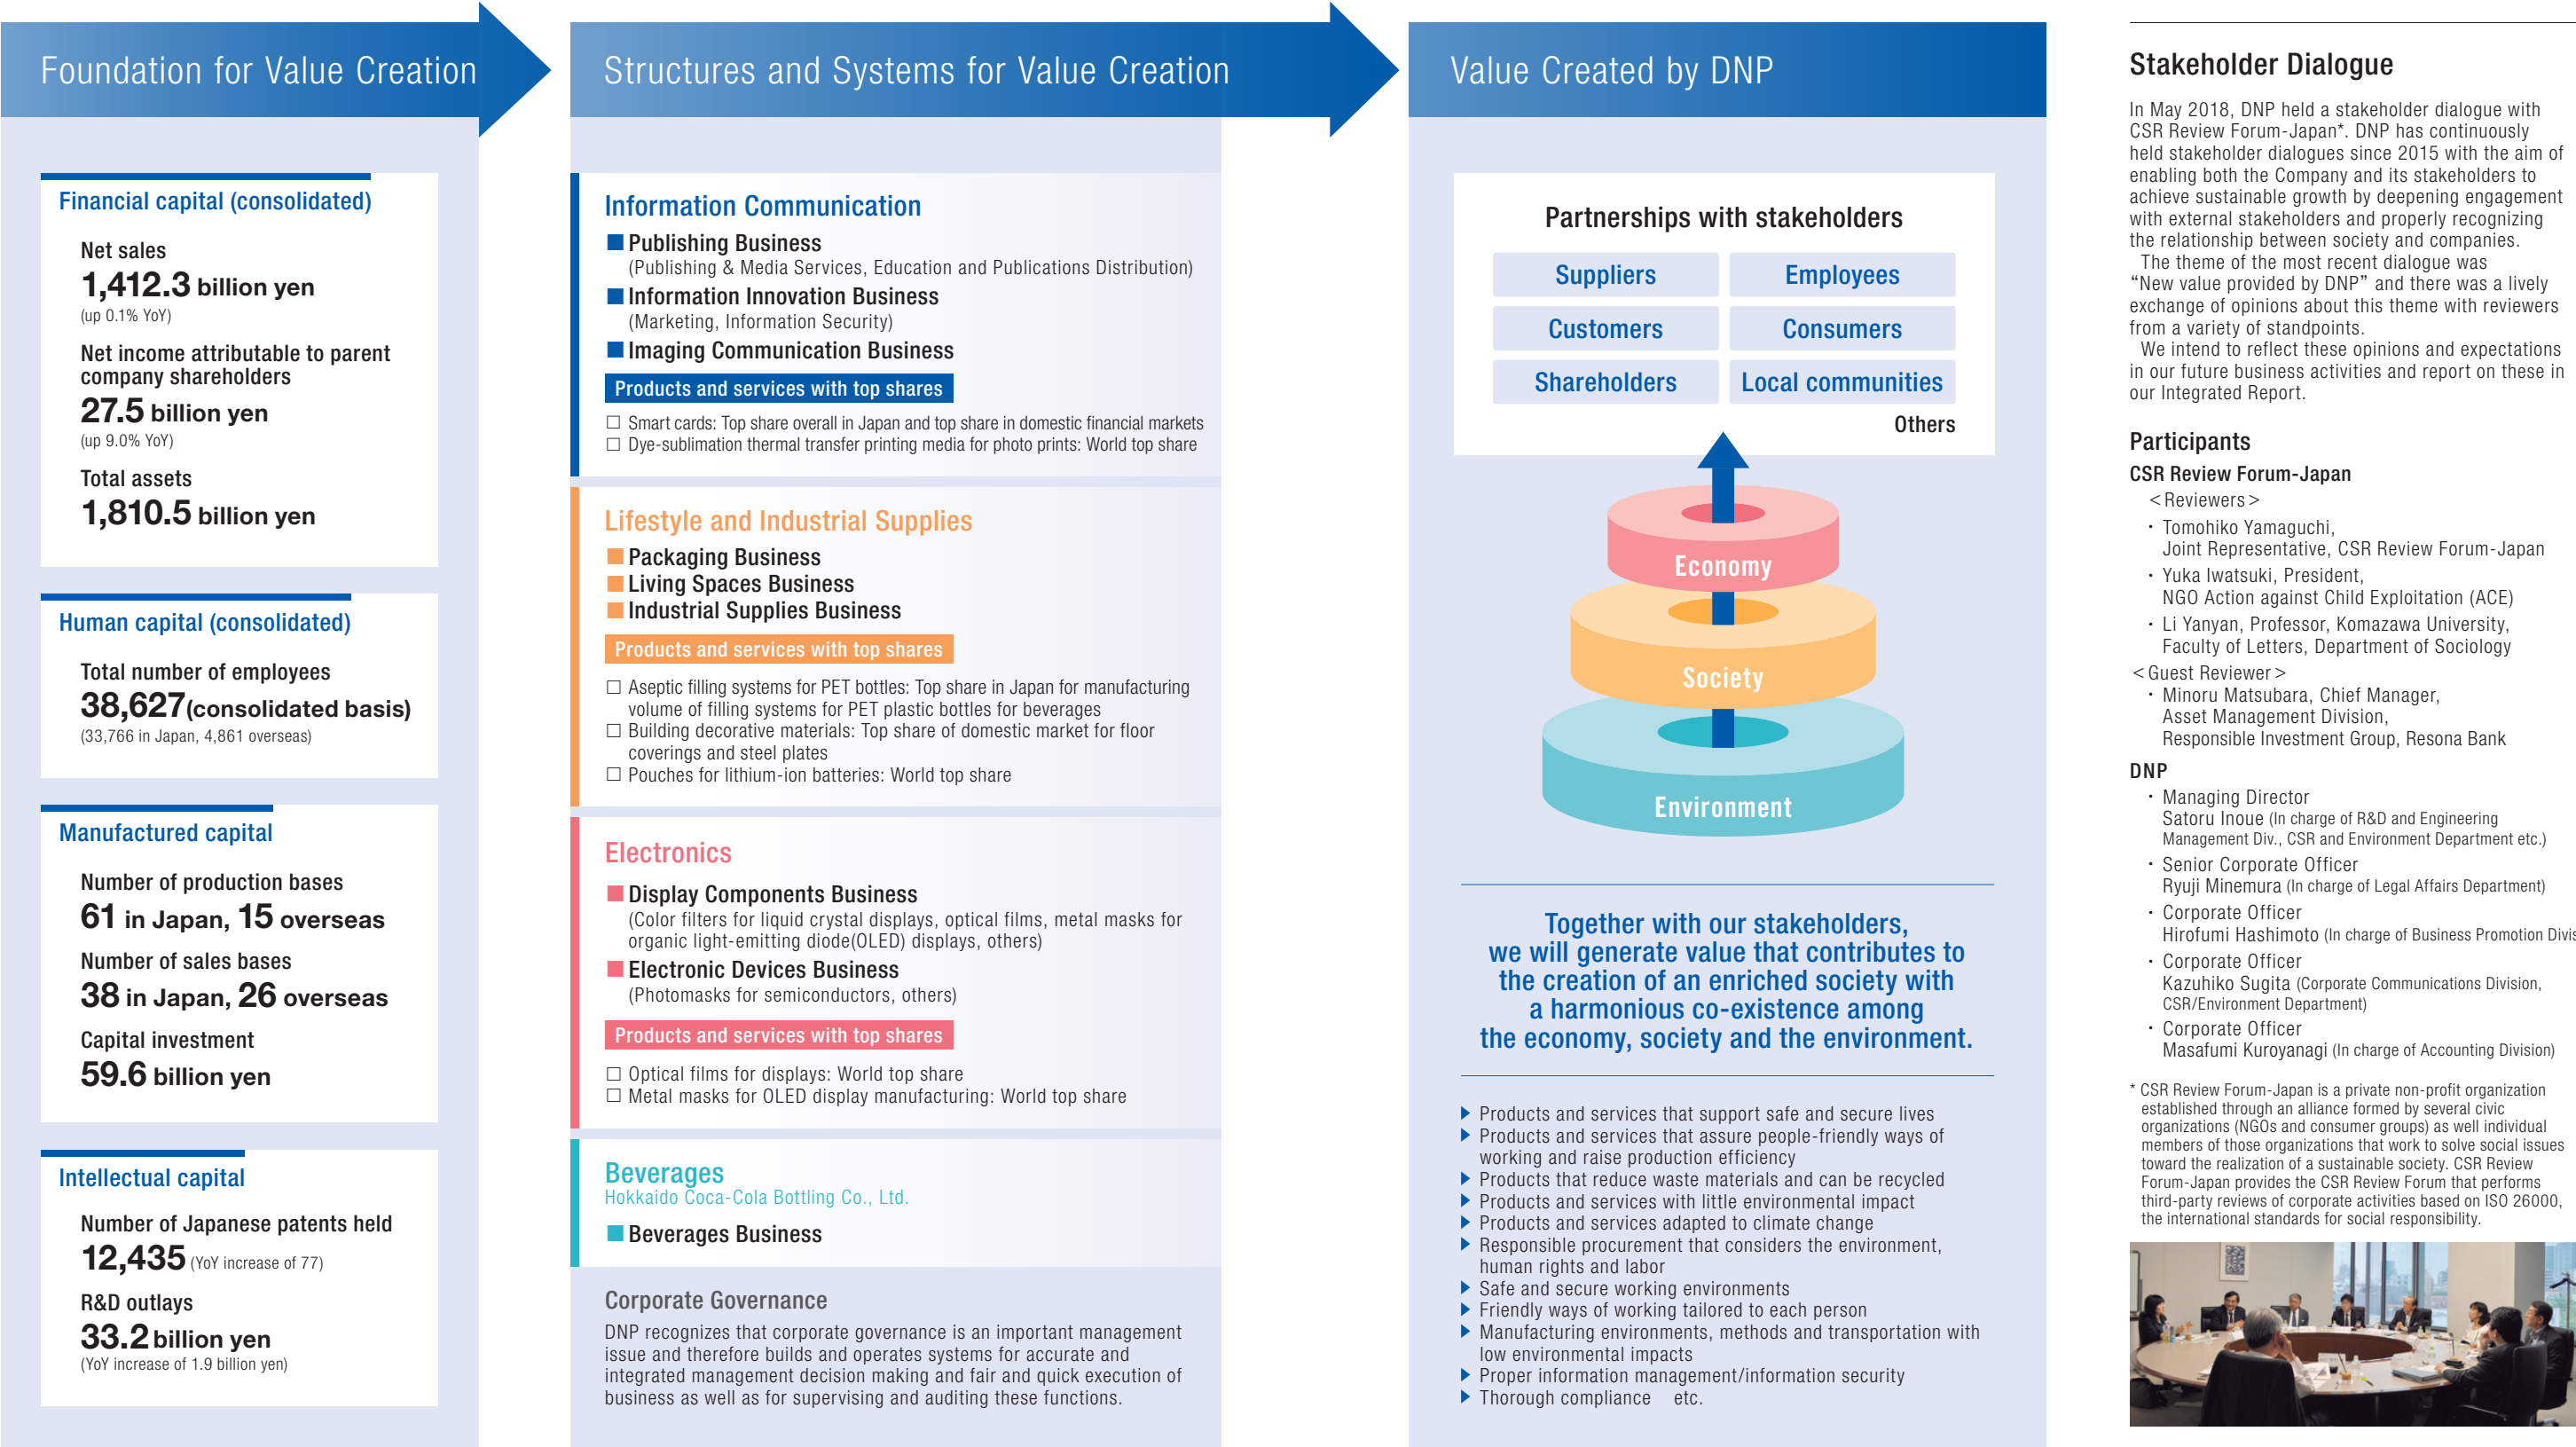 Foundation for Value Creation
Financial capital (consolidated)
Net sales
1,412.3 billion yen
(up 0.1% YoY)
Net income attributable to parent
company shareholders
27.5 billion yen
(up 9.0% YoY)
Total assets
1,810.5 billion yen
Human capital (consolidated)
Total number of employees
38,627(consolidated basis)
(33,766 in Japan, 4,861 overseas)
Manufactured capital
Number of production bases
61 in Japan, 15 overseas
Number of sales bases
38 in Japan, 26 overseas
Capital investment
59.6 billion yen
Intellectual capital
Number of Japanese patents held
12,435 (YoY increase of 77)
R&D outlays
33.2 billion yen
(YoY increase of 1.9 billion yen)
Structures and Systems for Value Creation
Information Communication
■ Publishing Business
(Publishing & Media Services, Education and Publications Distribution)
■ Information Innovation Business
(Marketing, Information Security)
■ Imaging Communication Business
Products and services with top shares
□ Smart cards: Top share overall in Japan and top share in domestic financial markets
□ Dye-sublimation thermal transfer printing media for photo prints: World top share
Lifestyle and Industrial Supplies
■ Packaging Business
■ Living Spaces Business
■ Industrial Supplies Business
Products and services with top shares
□ Aseptic filling systems for PET bottles: Top share in Japan for manufacturing
volume of filling systems for PET plastic bottles for beverages
□ Building decorative materials: Top share of domestic market for floor
coverings and steel plates
□ Pouches for lithium-ion batteries: World top share
Electronics
■ Display Components Business
(Color filters for liquid crystal displays, optical films, metal masks for
organic light-emitting diode(OLED) displays, others)
■ Electronic Devices Business
(Photomasks for semiconductors, others)
Products and services with top shares
□ Optical films for displays: World top share
□ Metal masks for OLED display manufacturing: World top share
Beverages
Hokkaido Coca-Cola Bottling Co., Ltd.
■ Beverages Business
Corporate Governance
DNP recognizes that corporate governance is an important management
issue and therefore builds and operates systems for accurate and
integrated management decision making and fair and quick execution of
business as well as for supervising and auditing these functions.
Value Created by DNP
Partnerships with stakeholders
Suppliers
Employees
Customers
Consumers
Shareholders
Local communities
Others
Economy
Society
Environment
Together with our stakeholders,
we will generate value that contributes to
the creation of an enriched society with
a harmonious co-existence among
the economy, society and the environment.
Products and services that support safe and secure lives
Products and services that assure people-friendly ways of
working and raise production efficiency
Products that reduce waste materials and can be recycled
Products and services with little environmental impact
Products and services adapted to climate change
Responsible procurement that considers the environment,
human rights and labor
Safe and secure working environments
Friendly ways of working tailored to each person
Manufacturing environments, methods and transportation with
low environmental impacts
Proper information management/information security
Thorough compliance etc.
Stakeholder Dialogue
In May 2018, DNP held a stakeholder dialogue with
CSR Review Forum-Japan*. DNP has continuously
held stakeholder dialogues since 2015 with the aim of
enabling both the Company and its stakeholders to
achieve sustainable growth by deepening engagement
with external stakeholders and properly recognizing
the relationship between society and companies.
The theme of the most recent dialogue was
“New value provided by DNP” and there was a lively
exchange of opinions about this theme with reviewers
from a variety of standpoints.
We intend to reflect these opinions and expectations
in our future business activities and report on these in
our Integrated Report.
Participants
CSR Review Forum-Japan
<Reviewers>
・Tomohiko Yamaguchi,
Joint Representative, CSR Review Forum-Japan
・Yuka Iwatsuki, President,
NGO Action against Child Exploitation (ACE)
・Li Yanyan, Professor, Komazawa University,
Faculty of Letters, Department of Sociology
<Guest Reviewer>
・Minoru Matsubara, Chief Manager,
Asset Management Division,
Responsible Investment Group, Resona Bank
DNP
・Managing Director
Satoru Inoue (In charge of R&D and Engineering
Management Div., CSR and Environment Department etc.)
・Senior Corporate Officer
Ryuji Minemura (In charge of Legal Affairs Department)
・Corporate Officer
Hirofumi Hashimoto (In charge of Business Promotion Divis
・Corporate Officer
Kazuhiko Sugita (Corporate Communications Division,
CSR/Environment Department)
・Corporate Officer
Masafumi Kuroyanagi (In charge of Accounting Division)
* CSR Review Forum-Japan is a private non-profit organization
established through an alliance formed by several civic
organizations (NGOs and consumer groups) as well individual
members of those organizations that work to solve social issues
toward the realization of a sustainable society. CSR Review
Forum-Japan provides the CSR Review Forum that performs
third-party reviews of corporate activities based on ISO 26000,
the international standards for social responsibility.